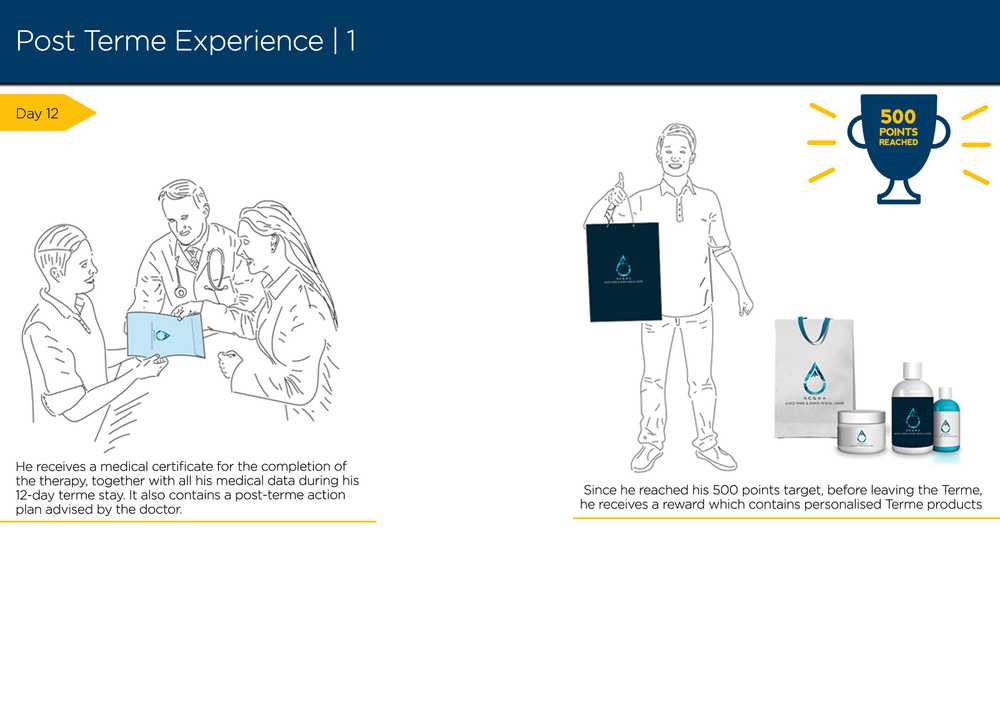 Post Terme Experience | 1
Day 12
500
POINTS
REACHED
ACQUA
ACQUA
ACQUA
He receives a medical certificate for the completion of
the therapy, together with all his medical data during his
12-day terme stay. It also contains a post-terme action
plan advised by the doctor.
Since he reached his 500 points target, before leaving the Terme,
he receives a reward which contains personalised Terme products